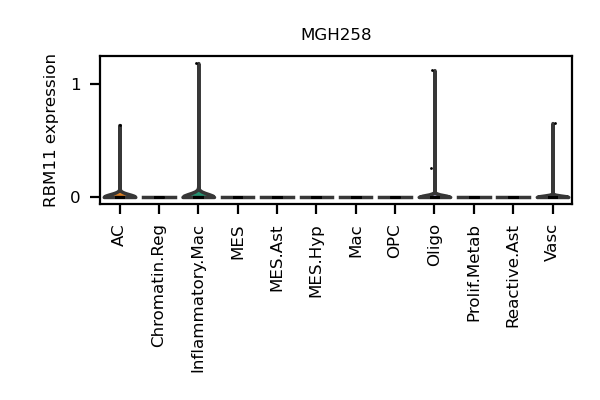 MGH258
RBM11 expression
1
0
AC
Chromatin.Reg
Inflammatory.Mac
MES
MES.Ast
MES.Hyp
Mac
OPC
Oligo
Prolif.Metab
Reactive.Ast
Vasc